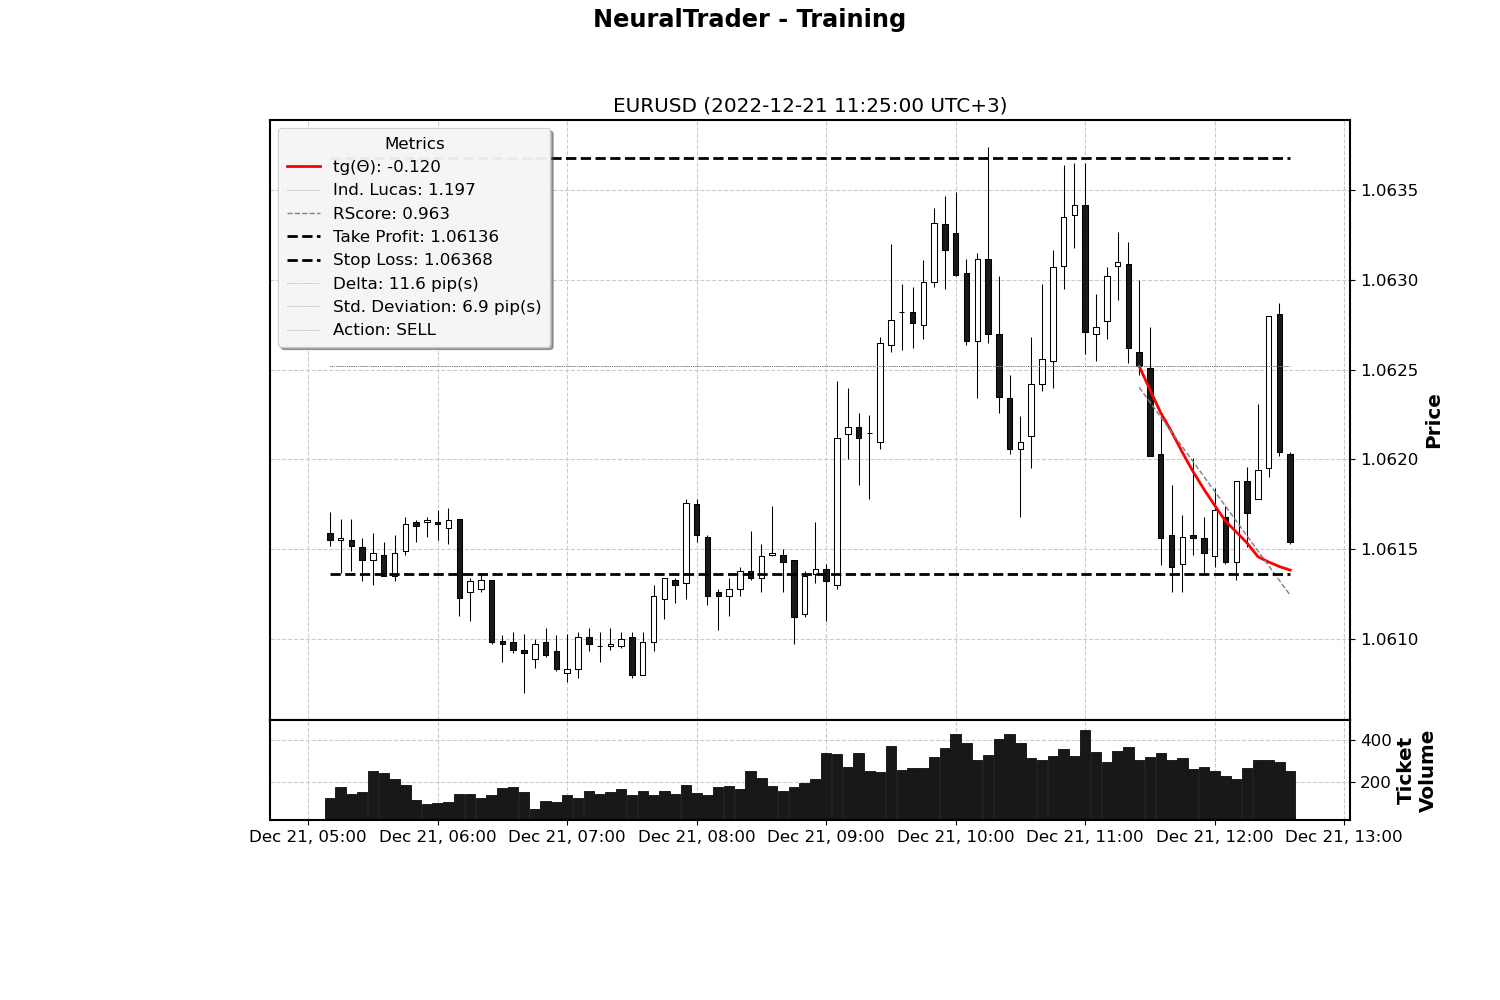 NeuralTrader - Training
EURUSD (2022-12-21 11:25:00 UTC+3)
Metrics
tg(Θ): -0.120
Ind. Lucas: 1.197
RScore: 0.963
Take Profit: 1.06136
Stop Loss: 1.06368
Delta: 11.6 pip(s)
Std. Deviation: 6.9 pip(s)
Action: SELL
1.0635
1.0630
1.0625
1.0620
1.0615
1.0610
Price
400
200
Ticket
Volume
Dec 21, 05:00 Dec 21, 06:00 Dec 21, 07:00 Dec 21, 08:00 Dec 21, 09:00 Dec 21, 10:00 Dec 21, 11:00 Dec 21, 12:00 Dec 21, 13:00